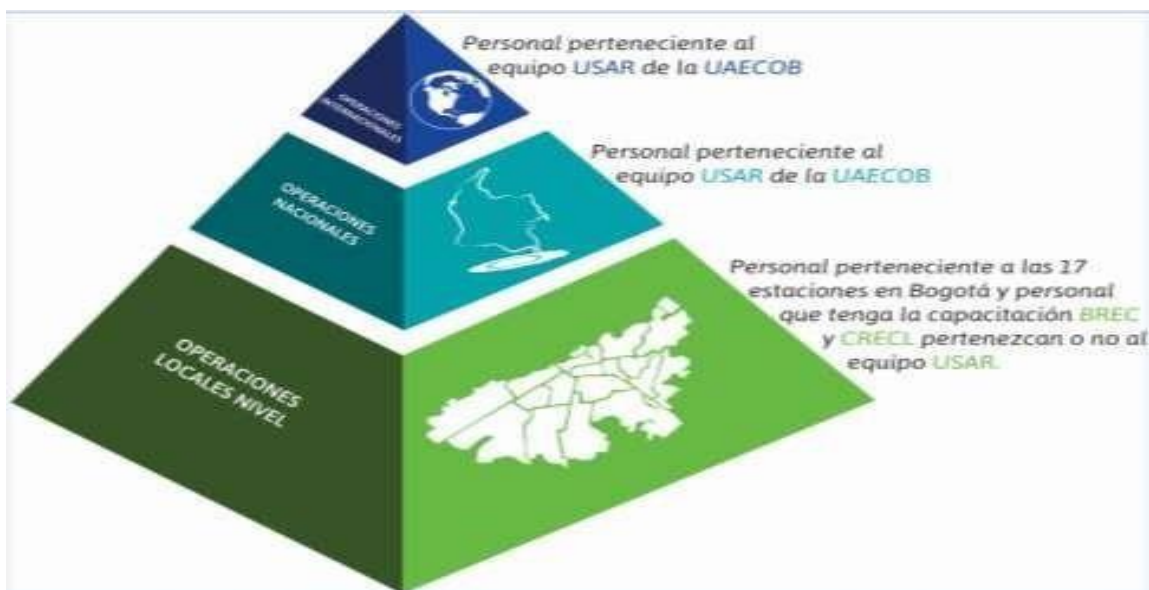 Personal perteneciente al
equipo USAR de la UAECOB
OPERACIONES
INTERNACIONALES
Personal perteneciente al
equipo USAR de la UAECOB
OPERACIONES
NACIONALES
Personal perteneciente a las 17
estaciones en Bogotá y personal
que tenga la capacitación BREC
y CRECL pertenezcan o no al
equipo USAR.
OPERACIONES
LOCALES NIVEL